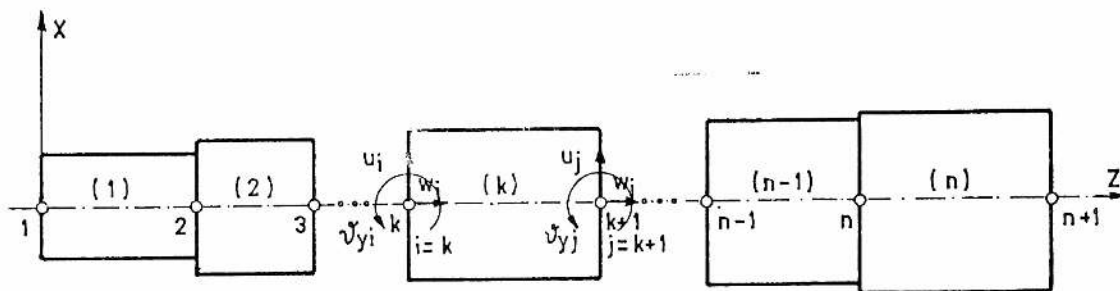 X
u_i
u_j
(1)
(2)
w_i
(k)
w_j
(n-1)
(n)
Z
1
2
3
ϑ_yi
k
i=k
ϑ_yj
k+1
j=k+1
n-1
n
n+1